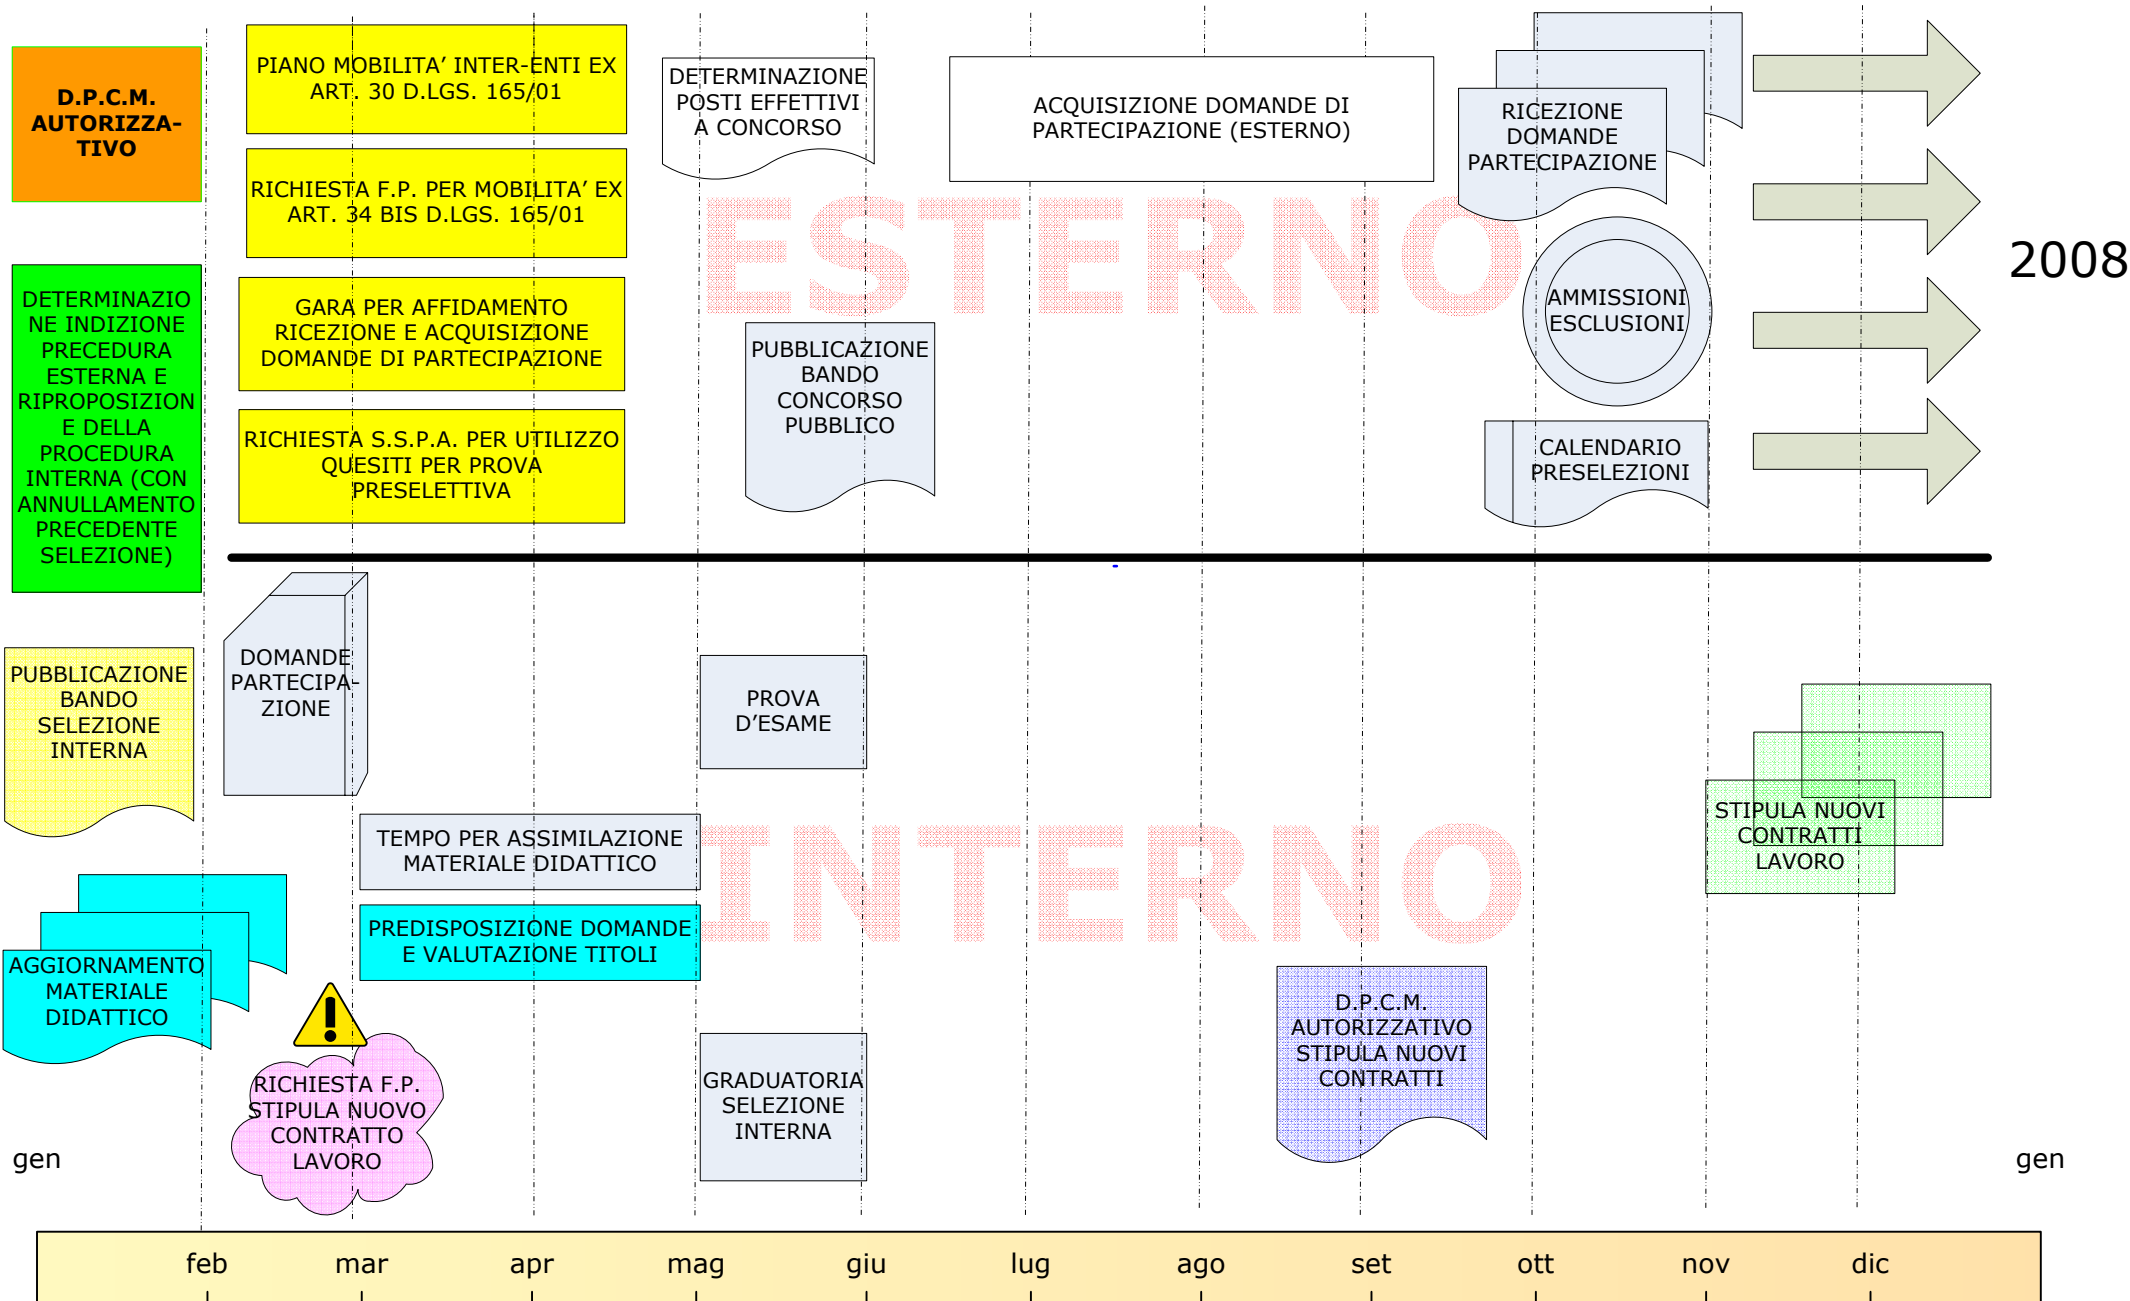 D.P.C.M.
AUTORIZZA-
TIVO
PIANO MOBILITA’ INTER-ENTI EX
ART. 30 D.LGS. 165/01
RICHIESTA F.P. PER MOBILITA’ EX
ART. 34 BIS D.LGS. 165/01
GARA PER AFFIDAMENTO
RICEZIONE E ACQUISIZIONE
DOMANDE DI PARTECIPAZIONE
RICHIESTA S.S.P.A. PER UTILIZZO
QUESITI PER PROVA
PRESELETTIVA
DETERMINAZIONE
POSTI EFFETTIVI
A CONCORSO
ACQUISIZIONE DOMANDE DI
PARTECIPAZIONE (ESTERNO)
RICEZIONE
DOMANDE
PARTECIPAZIONE
ESTERNO
AMMISSIONI
ESCLUSIONI
2008
PUBBLICAZIONE
BANDO
CONCORSO
PUBBLICO
CALENDARIO
PRESELEZIONI
DETERMINAZIO
NE INDIZIONE
PRECEDURA
ESTERNA E
RIPROPOSIZION
E DELLA
PROCEDURA
INTERNA (CON
ANNULLAMENTO
PRECEDENTE
SELEZIONE)
PUBBLICAZIONE
BANDO
SELEZIONE
INTERNA
DOMANDE
PARTECIPA-
ZIONE
PROVA
D’ESAME
TEMPO PER ASSIMILAZIONE
MATERIALE DIDATTICO
PREDISPOSIZIONE DOMANDE
E VALUTAZIONE TITOLI
INTERNO
STIPULA NUOVI
CONTRATTI
LAVORO
AGGIORNAMENTO
MATERIALE
DIDATTICO
RICHIESTA F.P.
STIPULA NUOVO
CONTRATTO
LAVORO
GRADUATORIA
SELEZIONE
INTERNA
D.P.C.M.
AUTORIZZATIVO
STIPULA NUOVI
CONTRATTI
gen
gen
feb mar apr mag giu lug ago set ott nov dic